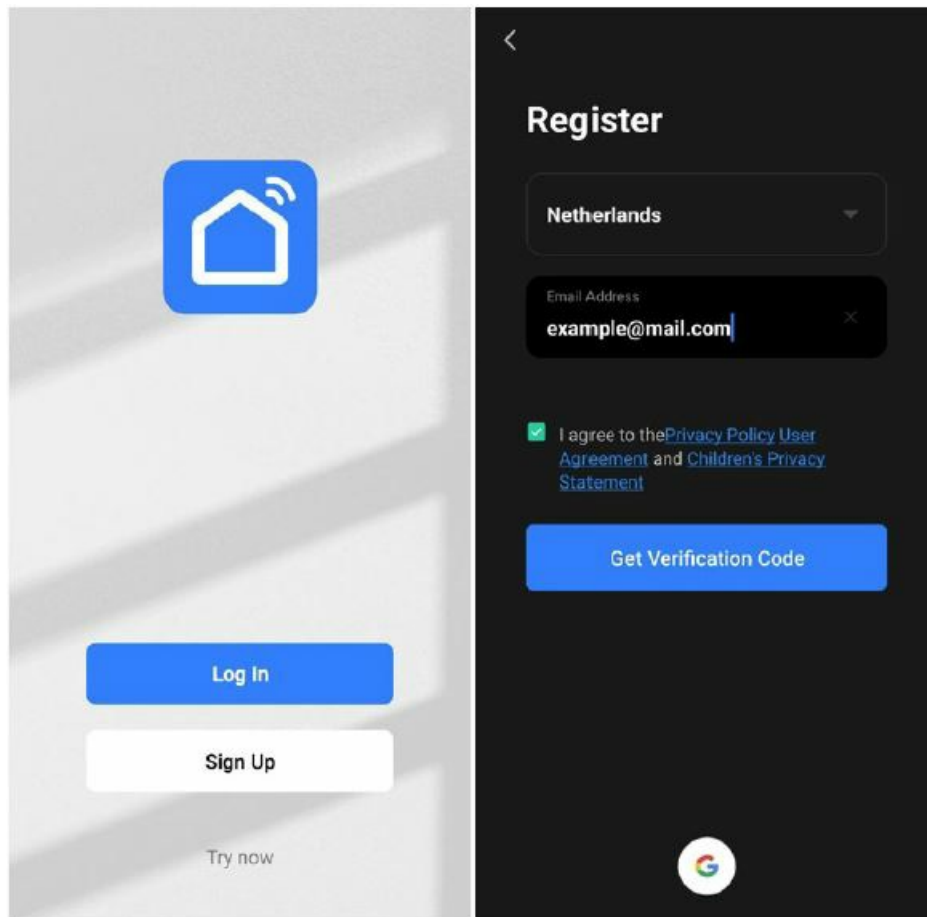 Log In
Sign Up
Try now
Register
Netherlands
Email Address
example@mail.com
I agree to thePrivacy Policy User
Agreement and Children's Privacy
Statement
Get Verification Code
G